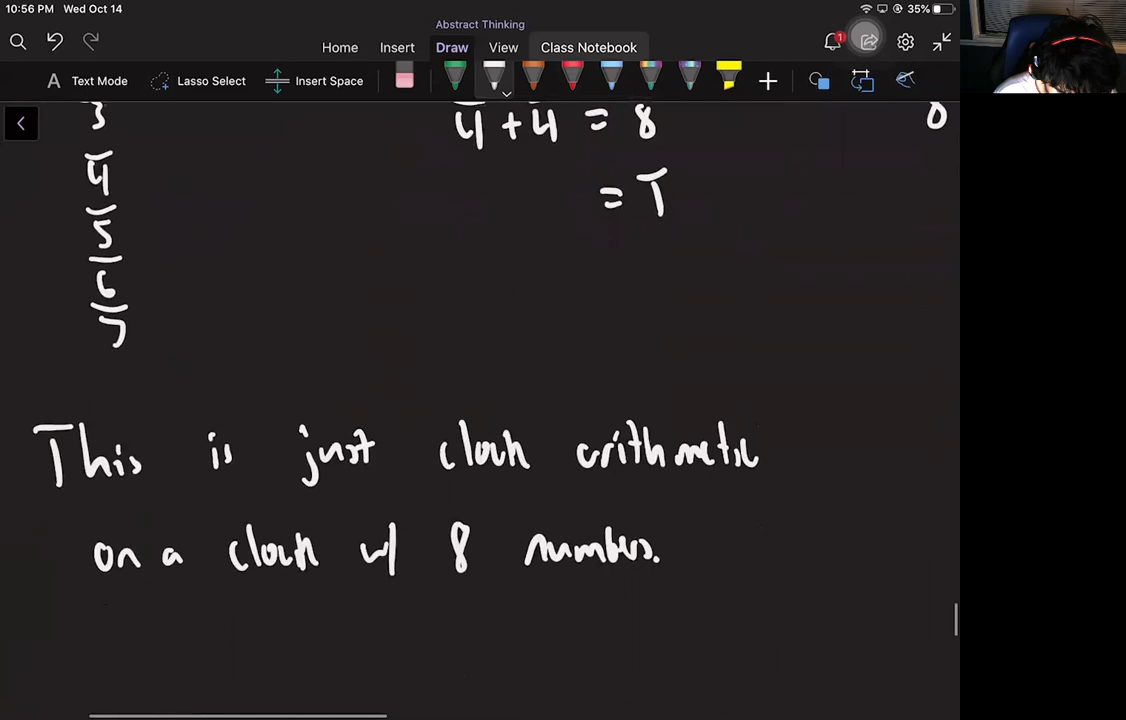 10:56 PM Wed Oct 14
35%
Abstract Thinking
Home Insert Draw View Class Notebook
1
A Text Mode Lasso Select Insert Space
3̄
4̄ + 4̄ = 8
0
4̄
= T
5̄
6̄
7̄
This is just clock arithmetic
on a clock w/ 8 numbers.